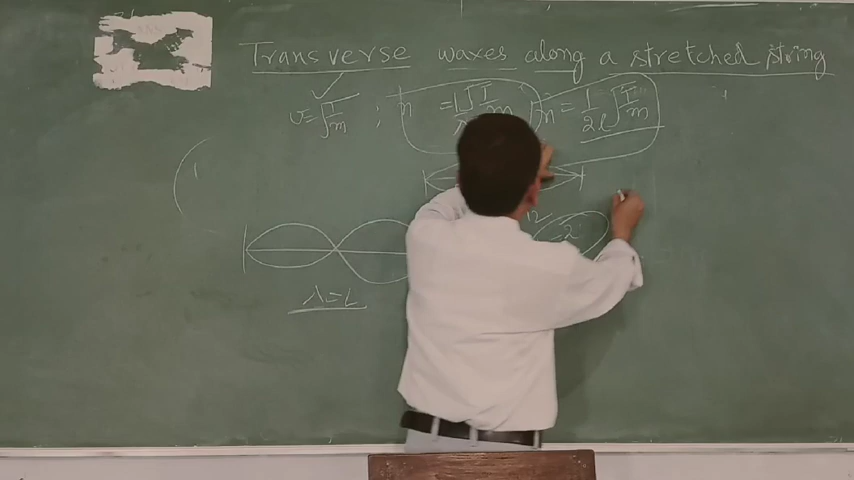 Transverse waves along a stretched string
v = √T/m ; n = 1/λ √T/m n = 1/2l √T/m
λ = L